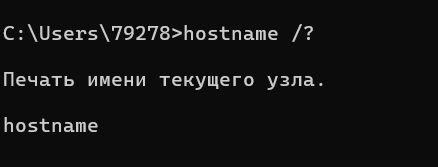 C:\Users\79278>hostname /?
Печать имени текущего узла.
hostname